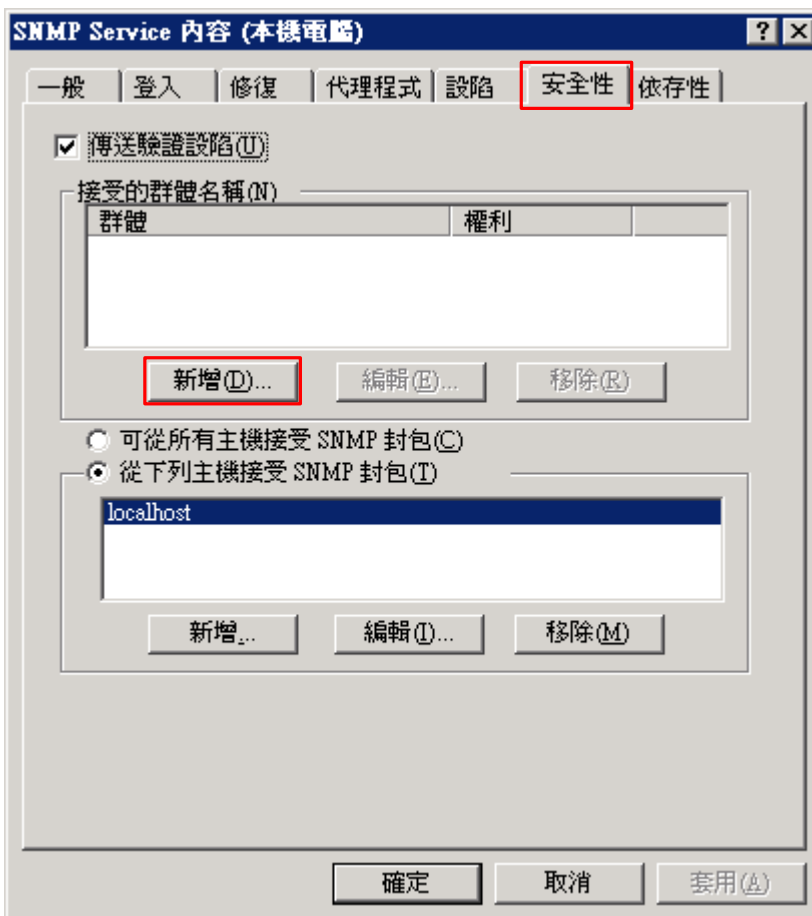 SNMP Service 內容 (本機電腦)
一般 登入 修復 代理程式 設陷 安全性 依存性
傳送驗證設陷(U)
接受的群體名稱(N)
群體 權利
新增(D)... 編輯(E)... 移除(R)
可從所有主機接受 SNMP 封包(C)
從下列主機接受 SNMP 封包(T)
localhost
新增... 編輯(I)... 移除(M)
確定 取消 套用(A)